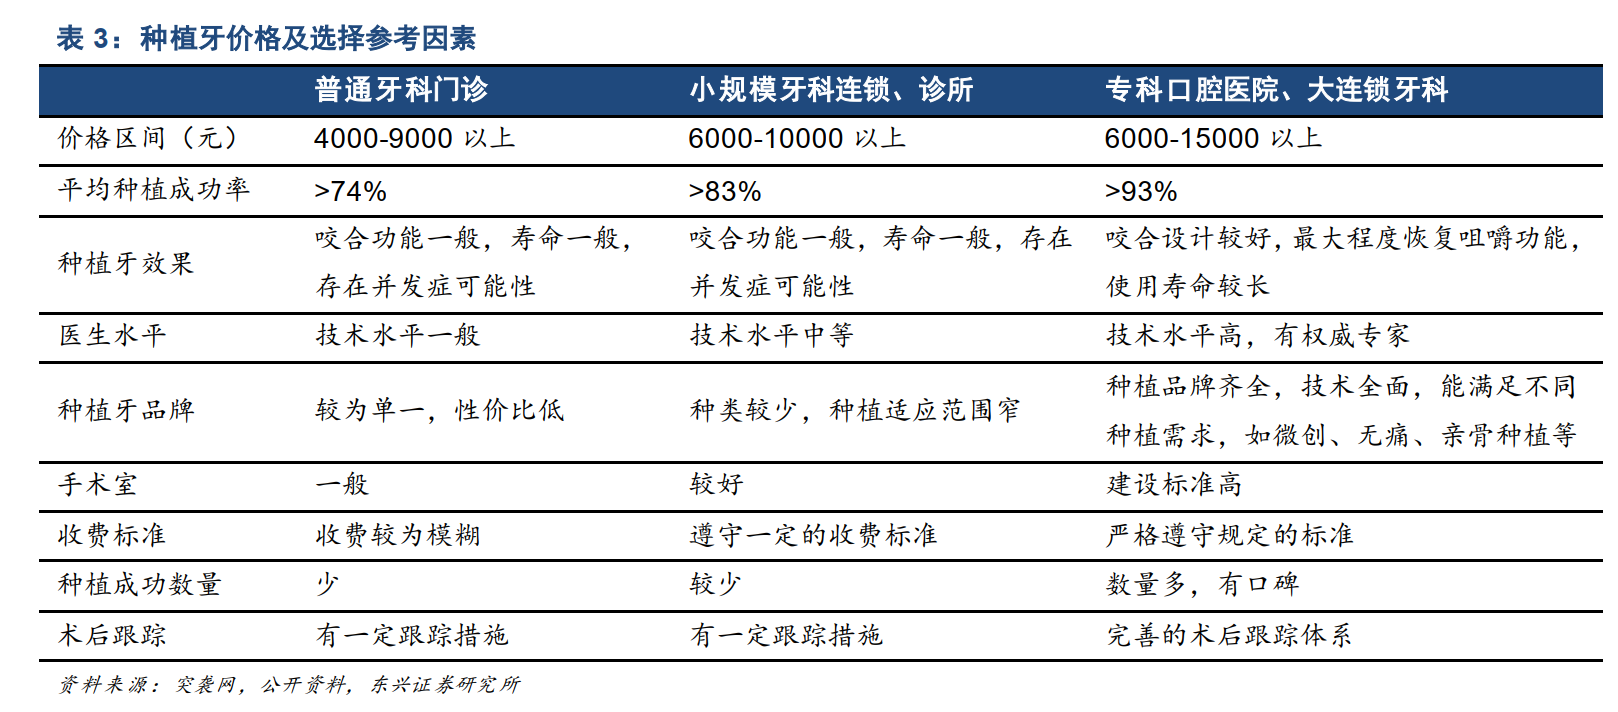 表 3：种植牙价格及选择参考因素
普通牙科门诊 小规模牙科连锁、诊所 专科口腔医院、大连锁牙科
价格区间（元） 4000-9000 以上 6000-10000 以上 6000-15000 以上
平均种植成功率 >74% >83% >93%
种植牙效果
咬合功能一般，寿命一般，
存在并发症可能性
咬合功能一般，寿命一般，存在
并发症可能性
咬合设计较好，最大程度恢复咀嚼功能，
使用寿命较长
医生水平 技术水平一般 技术水平中等 技术水平高，有权威专家
种植牙品牌 较为单一，性价比低 种类较少，种植适应范围窄
种植品牌齐全，技术全面，能满足不同
种植需求，如微创、无痛、亲骨种植等
手术室 一般 较好 建设标准高
收费标准 收费较为模糊 遵守一定的收费标准 严格遵守规定的标准
种植成功数量 少 较少 数量多，有口碑
术后跟踪 有一定跟踪措施 有一定跟踪措施 完善的术后跟踪体系
资料来源：突袭网，公开资料，东兴证券研究所